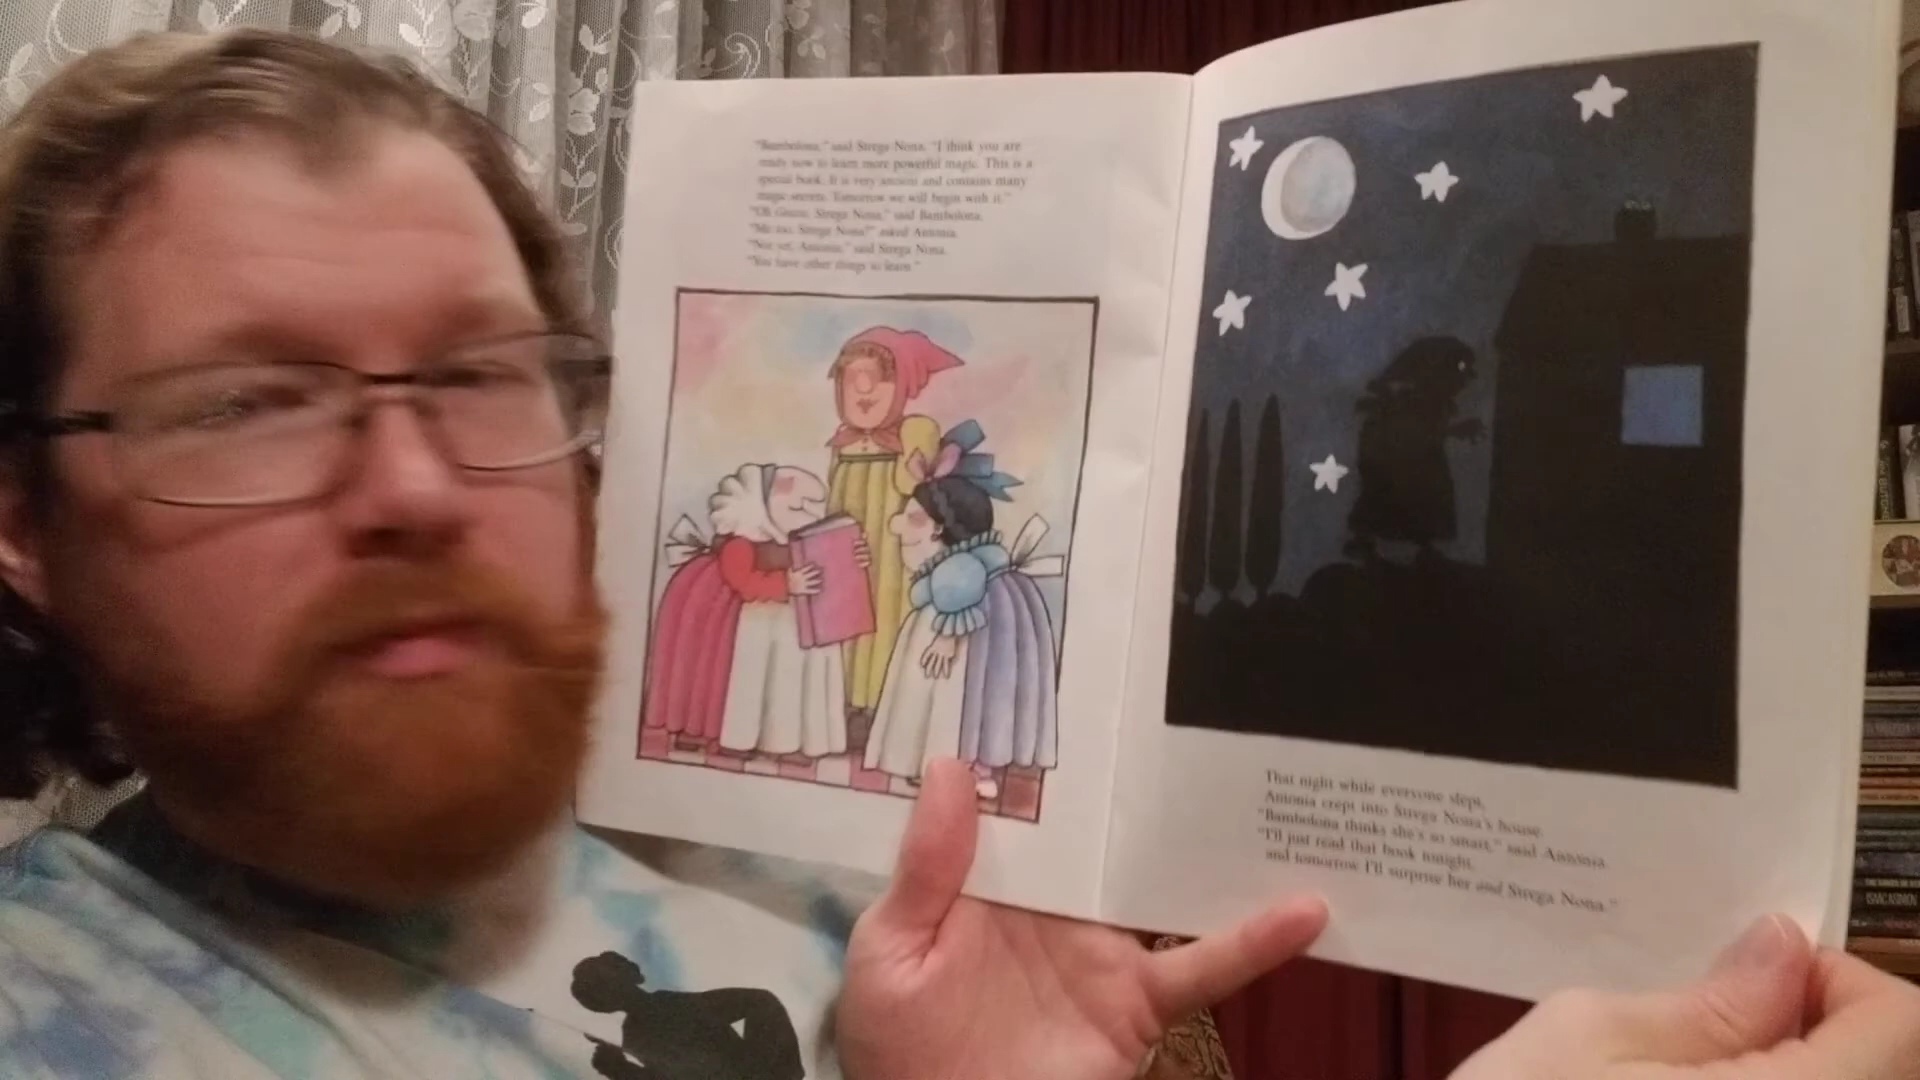 "Bambolona," said Strega Nona, "I think you are
ready now to learn more powerful magic. This is a
special book. It is very ancient and contains many
magic secrets. Tomorrow we will begin with it."
"Oh Grazie, Strega Nona," said Bambolona.
"Me too, Strega Nona?" asked Antonia.
"Not yet, Antonia," said Strega Nona.
"You have other things to learn."
That night while everyone slept,
Antonia crept into Strega Nona's house.
"Bambolona thinks she's so smart," said Antonia.
"I'll just read that book tonight,
and tomorrow I'll surprise her and Strega Nona."
ISAAC ASIMOV